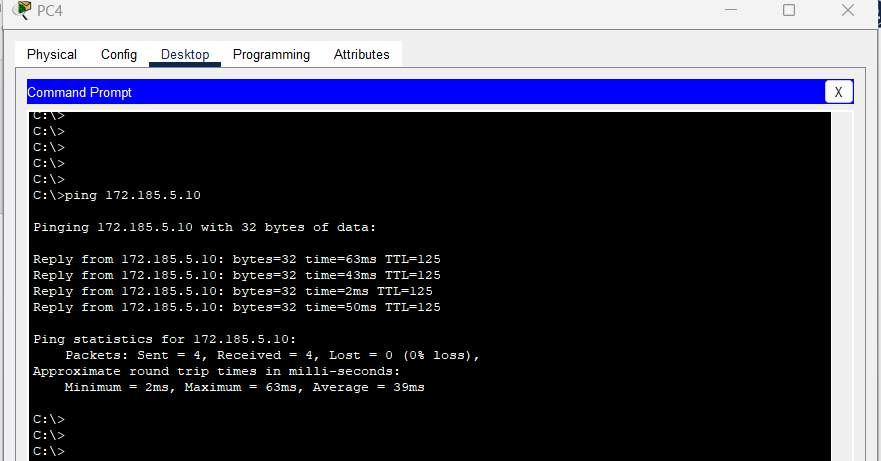 PC4
Physical Config Desktop Programming Attributes
Command Prompt X
C:\>
C:\>
C:\>
C:\>
C:\>
C:\>ping 172.185.5.10
Pinging 172.185.5.10 with 32 bytes of data:
Reply from 172.185.5.10: bytes=32 time=63ms TTL=125
Reply from 172.185.5.10: bytes=32 time=43ms TTL=125
Reply from 172.185.5.10: bytes=32 time=2ms TTL=125
Reply from 172.185.5.10: bytes=32 time=50ms TTL=125
Ping statistics for 172.185.5.10:
Packets: Sent = 4, Received = 4, Lost = 0 (0% loss),
Approximate round trip times in milli-seconds:
Minimum = 2ms, Maximum = 63ms, Average = 39ms
C:\>
C:\>
C:\>